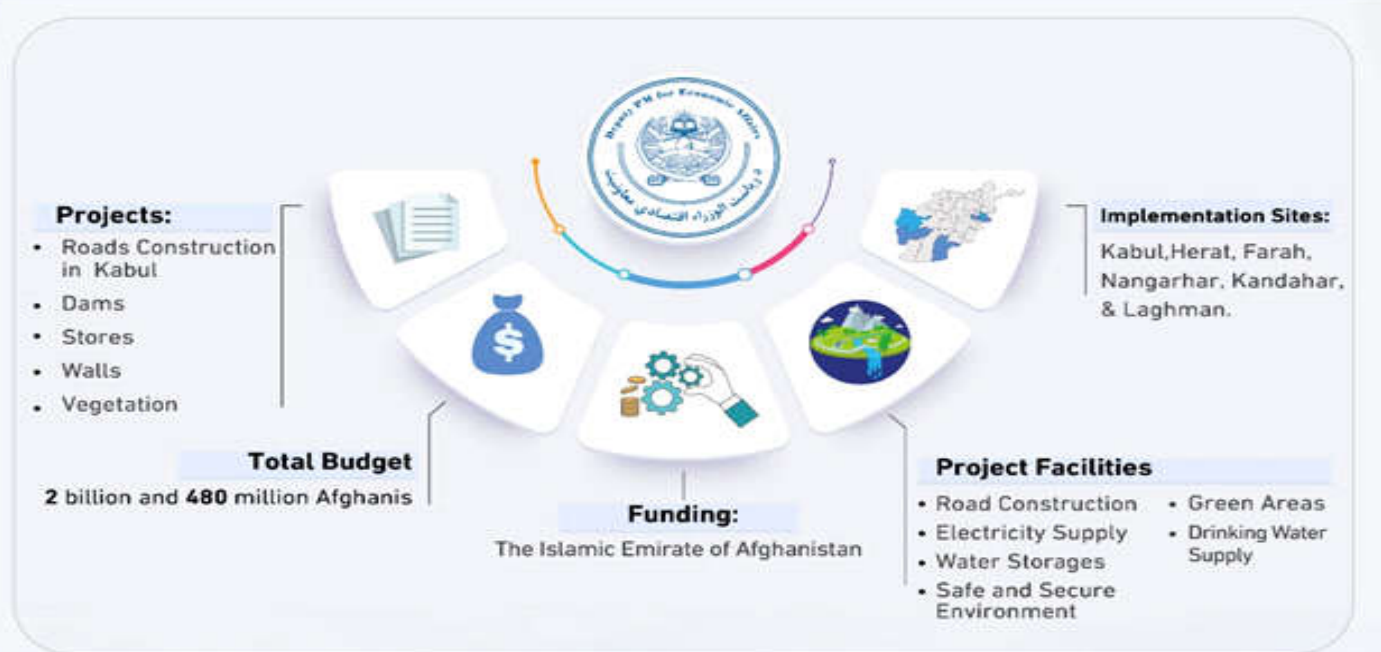 Deputy PM for Economic Affairs
د ریاست الوزراء اقتصادي معاونیت
Projects:
• Roads Construction
in Kabul
• Dams
• Stores
• Walls
• Vegetation
Total Budget
2 billion and 480 million Afghanis
$
Funding:
The Islamic Emirate of Afghanistan
Project Facilities
• Road Construction
• Electricity Supply
• Water Storages
• Safe and Secure
Environment
• Green Areas
• Drinking Water
Supply
Implementation Sites:
Kabul,Herat, Farah,
Nangarhar, Kandahar,
& Laghman.